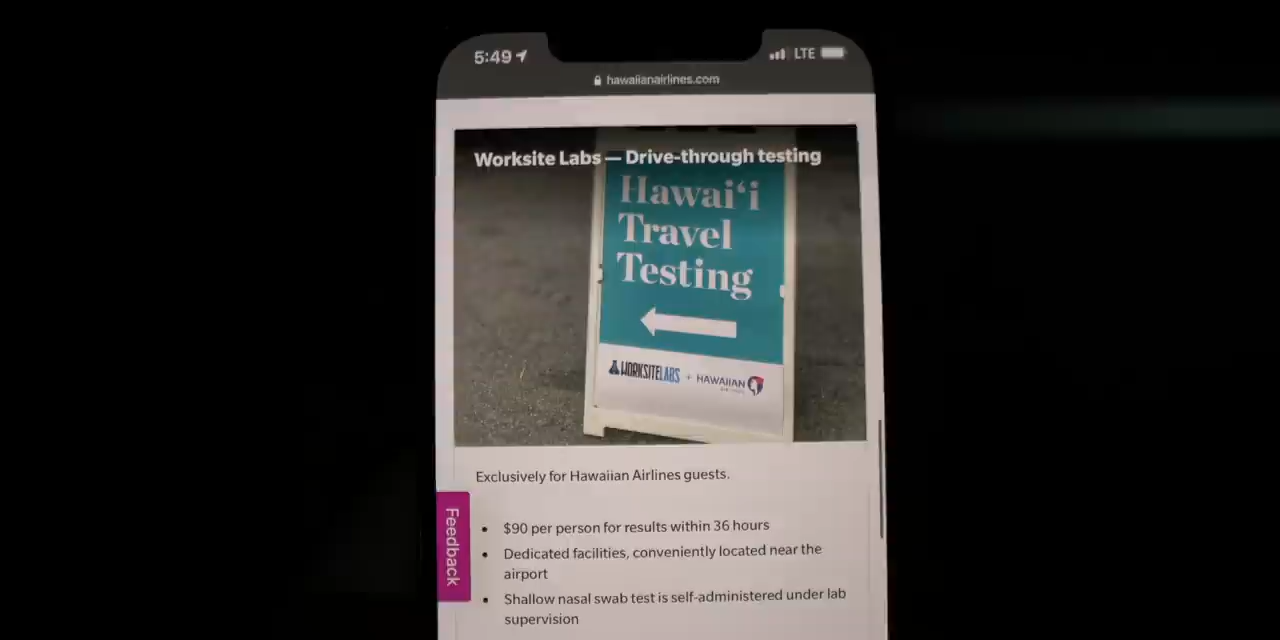 5:49
LTE
hawaiianairlines.com
Worksite Labs — Drive-through testing
Hawaiʻi
Travel
Testing
WORKSITELABS + HAWAIIAN
Exclusively for Hawaiian Airlines guests.
• $90 per person for results within 36 hours
• Dedicated facilities, conveniently located near the
airport
• Shallow nasal swab test is self-administered under lab
supervision
Feedback